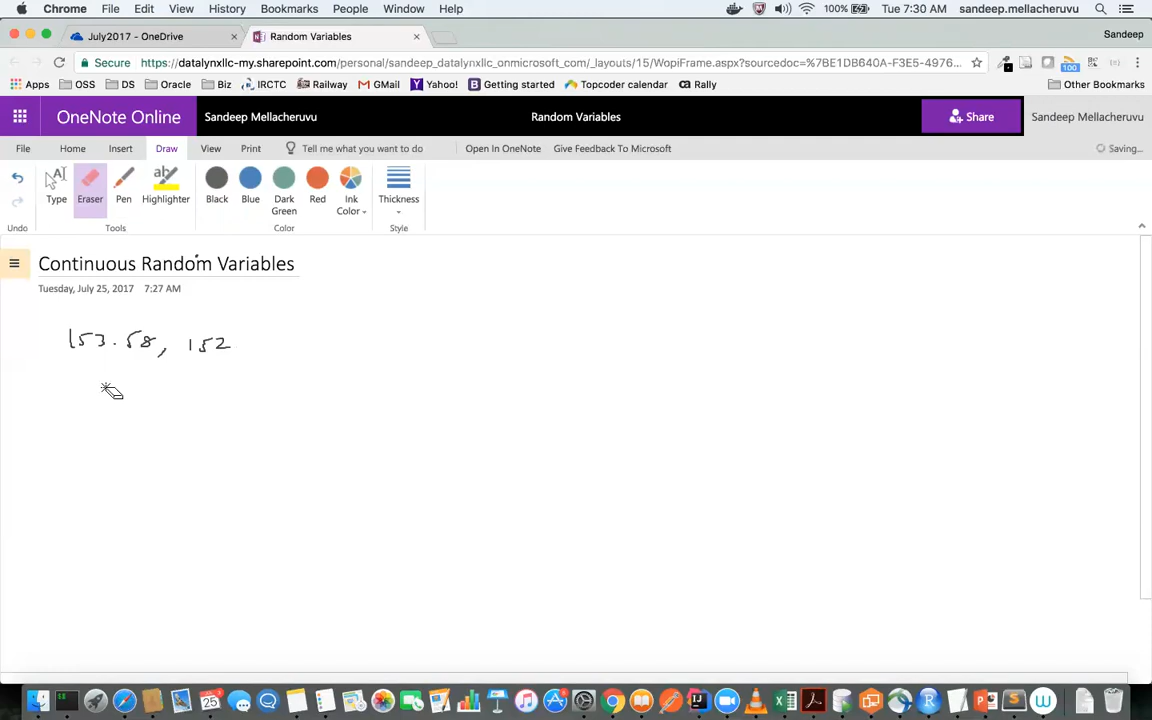 Chrome File Edit View History Bookmarks People Window Help 100% Tue 7:30 AM sandeep.mellacheruvu
July2017 - OneDrive Random Variables Sandeep
Secure https://datalynxllc-my.sharepoint.com/personal/sandeep_datalynxllc_onmicrosoft_com/_layouts/15/WopiFrame.aspx?sourcedoc=%7BE1DB640A-F3E5-4976...
Apps OSS DS Oracle Biz IRCTC Railway GMail Yahoo! Getting started Topcoder calendar Rally Other Bookmarks
OneNote Online Sandeep Mellacheruvu Random Variables Share Sandeep Mellacheruvu
File Home Insert Draw View Print Tell me what you want to do Open In OneNote Give Feedback To Microsoft Saving...
Type Eraser Pen Highlighter Black Blue Dark Green Red Ink Color Thickness
Undo Tools Color Style
Continuous Random Variables
Tuesday, July 25, 2017 7:27 AM
153.58, 152